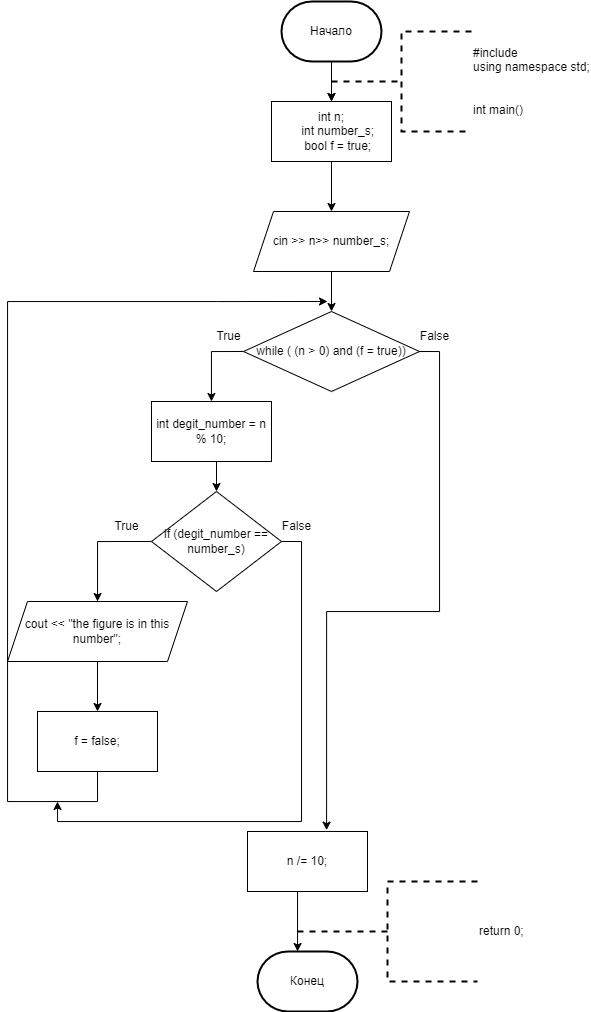 Начало
#include
using namespace std;
int main()
int n;
int number_s;
bool f = true;
cin >> n>> number_s;
True
False
while ( (n > 0) and (f = true))
int degit_number = n
% 10;
True
False
if (degit_number ==
number_s)
cout << "the figure is in this
number";
f = false;
n /= 10;
return 0;
Конец